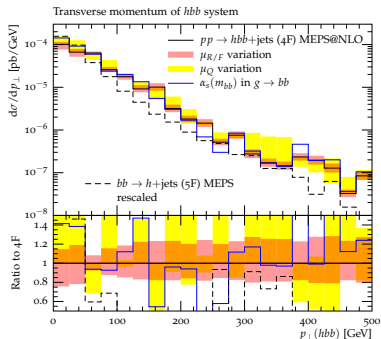 Transverse momentum of hbb system
dσ/dp⊥ [pb/GeV]
pp → hbb+jets (4F) MEPS@NLO
μR/F variation
μQ variation
αs(mbb) in g → bb
bb → h+jets (5F) MEPS
rescaled
10−4
10−5
10−6
10−7
10−8
Ratio to 4F
1.4
1.2
1
0.8
0.6
0 100 200 300 400 500
p⊥(hbb) [GeV]